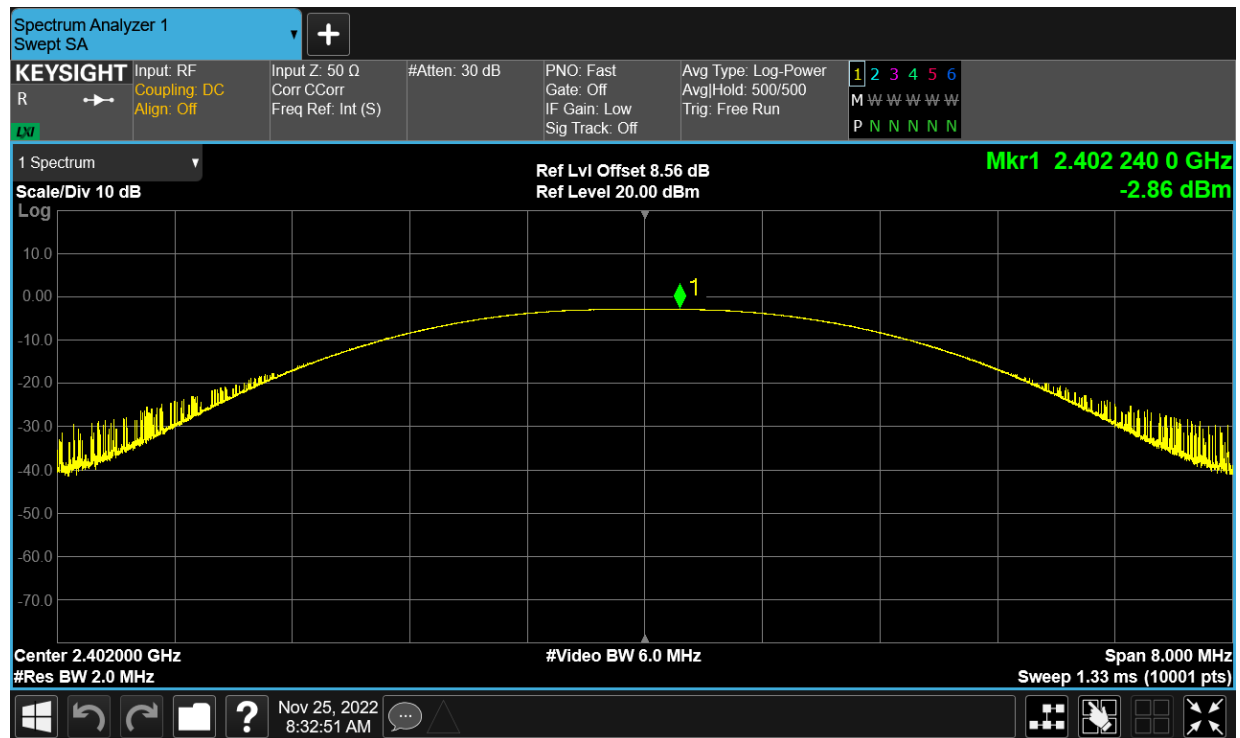 Spectrum Analyzer 1
Swept SA
KEYSIGHT
R
LXI
Input: RF
Coupling: DC
Align: Off
Input Z: 50 Ω
Corr CCorr
Freq Ref: Int (S)
#Atten: 30 dB
PNO: Fast
Gate: Off
IF Gain: Low
Sig Track: Off
Avg Type: Log-Power
Avg|Hold: 500/500
Trig: Free Run
1 2 3 4 5 6
M W W W W W
P N N N N N
1 Spectrum
Scale/Div 10 dB
Ref Lvl Offset 8.56 dB
Ref Level 20.00 dBm
Mkr1 2.402 240 0 GHz
-2.86 dBm
Log
10.0
0.00
-10.0
-20.0
-30.0
-40.0
-50.0
-60.0
-70.0
1
Center 2.402000 GHz
#Video BW 6.0 MHz
Span 8.000 MHz
#Res BW 2.0 MHz
Sweep 1.33 ms (10001 pts)
?
Nov 25, 2022
8:32:51 AM